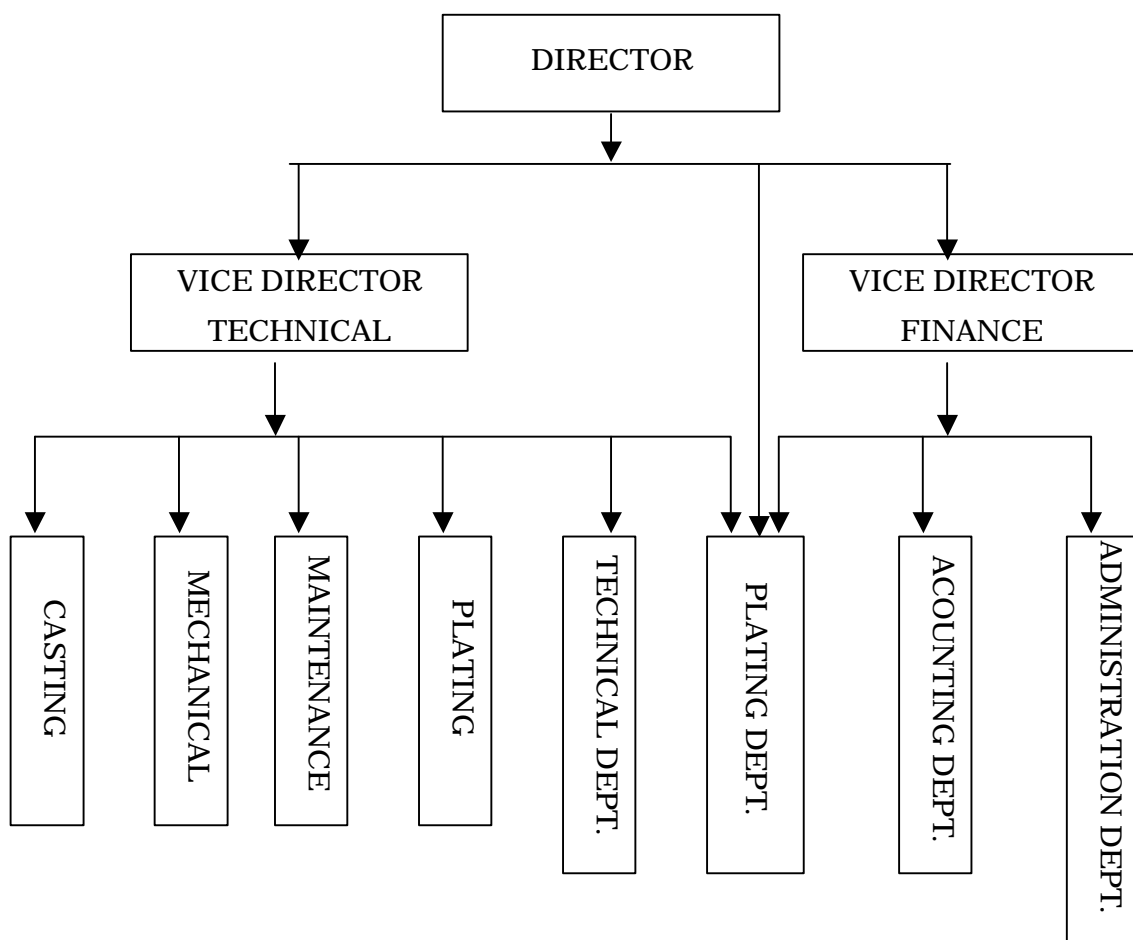 DIRECTOR
VICE DIRECTOR
TECHNICAL
VICE DIRECTOR
FINANCE
CASTING
MECHANICAL
MAINTENANCE
PLATING
TECHNICAL DEPT.
PLATING DEPT.
ACOUNTING DEPT.
ADMINISTRATION DEPT.